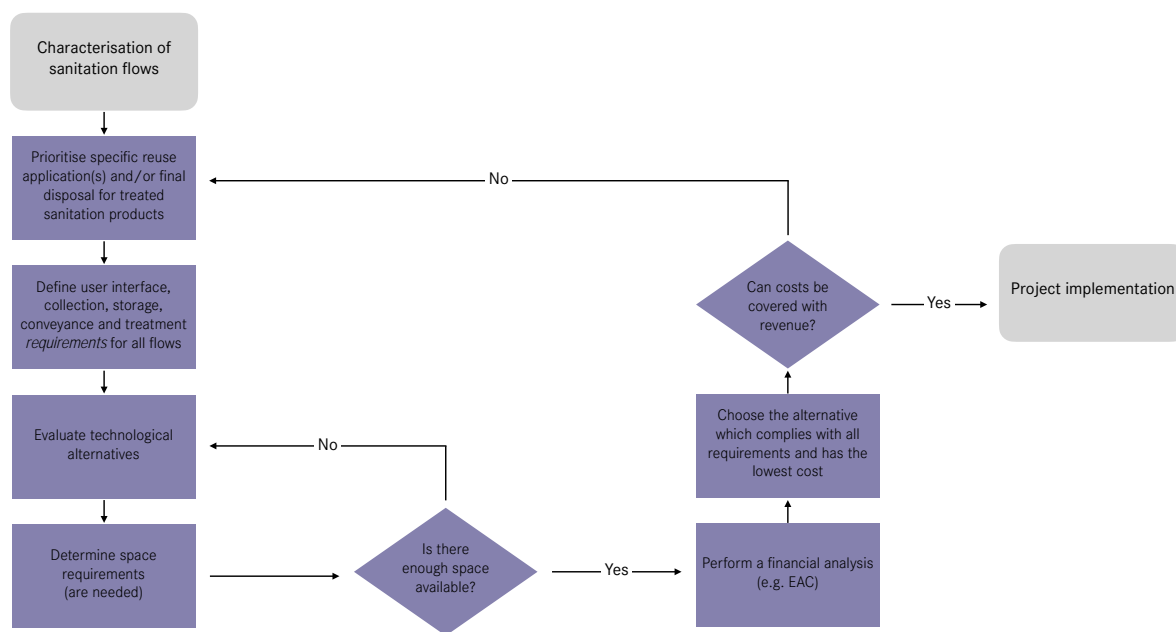 Characterisation of
sanitation flows
Prioritise specific reuse
application(s) and/or final
disposal for treated
sanitation products
Define user interface,
collection, storage,
conveyance and treatment
requirements for all flows
Evaluate technological
alternatives
Determine space
requirements
(are needed)
Is there
enough space
available?
No
Yes
Perform a financial analysis
(e.g. EAC)
Choose the alternative
which complies with all
requirements and has the
lowest cost
Can costs be
covered with
revenue?
No
Yes
Project implementation